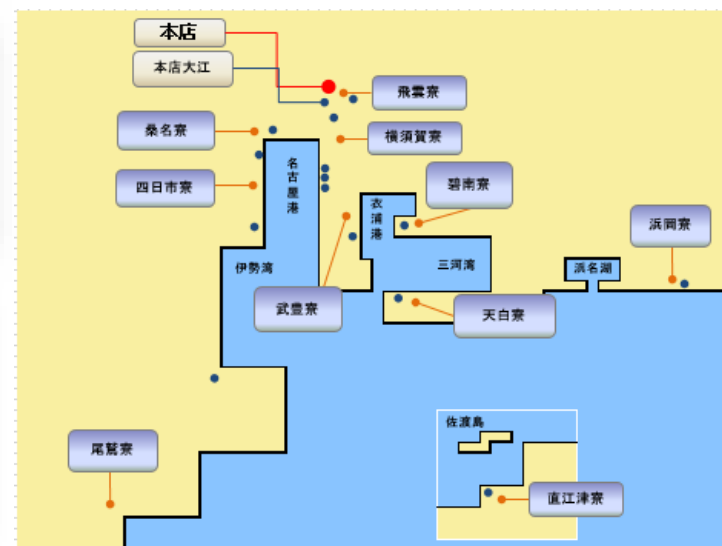 本店
本店大江
飛雲寮
桑名寮
横須賀寮
名古屋港
四日市寮
碧南寮
衣浦港
浜岡寮
伊勢湾
三河湾
浜名湖
武豊寮
天白寮
佐渡島
尾鷲寮
直江津寮